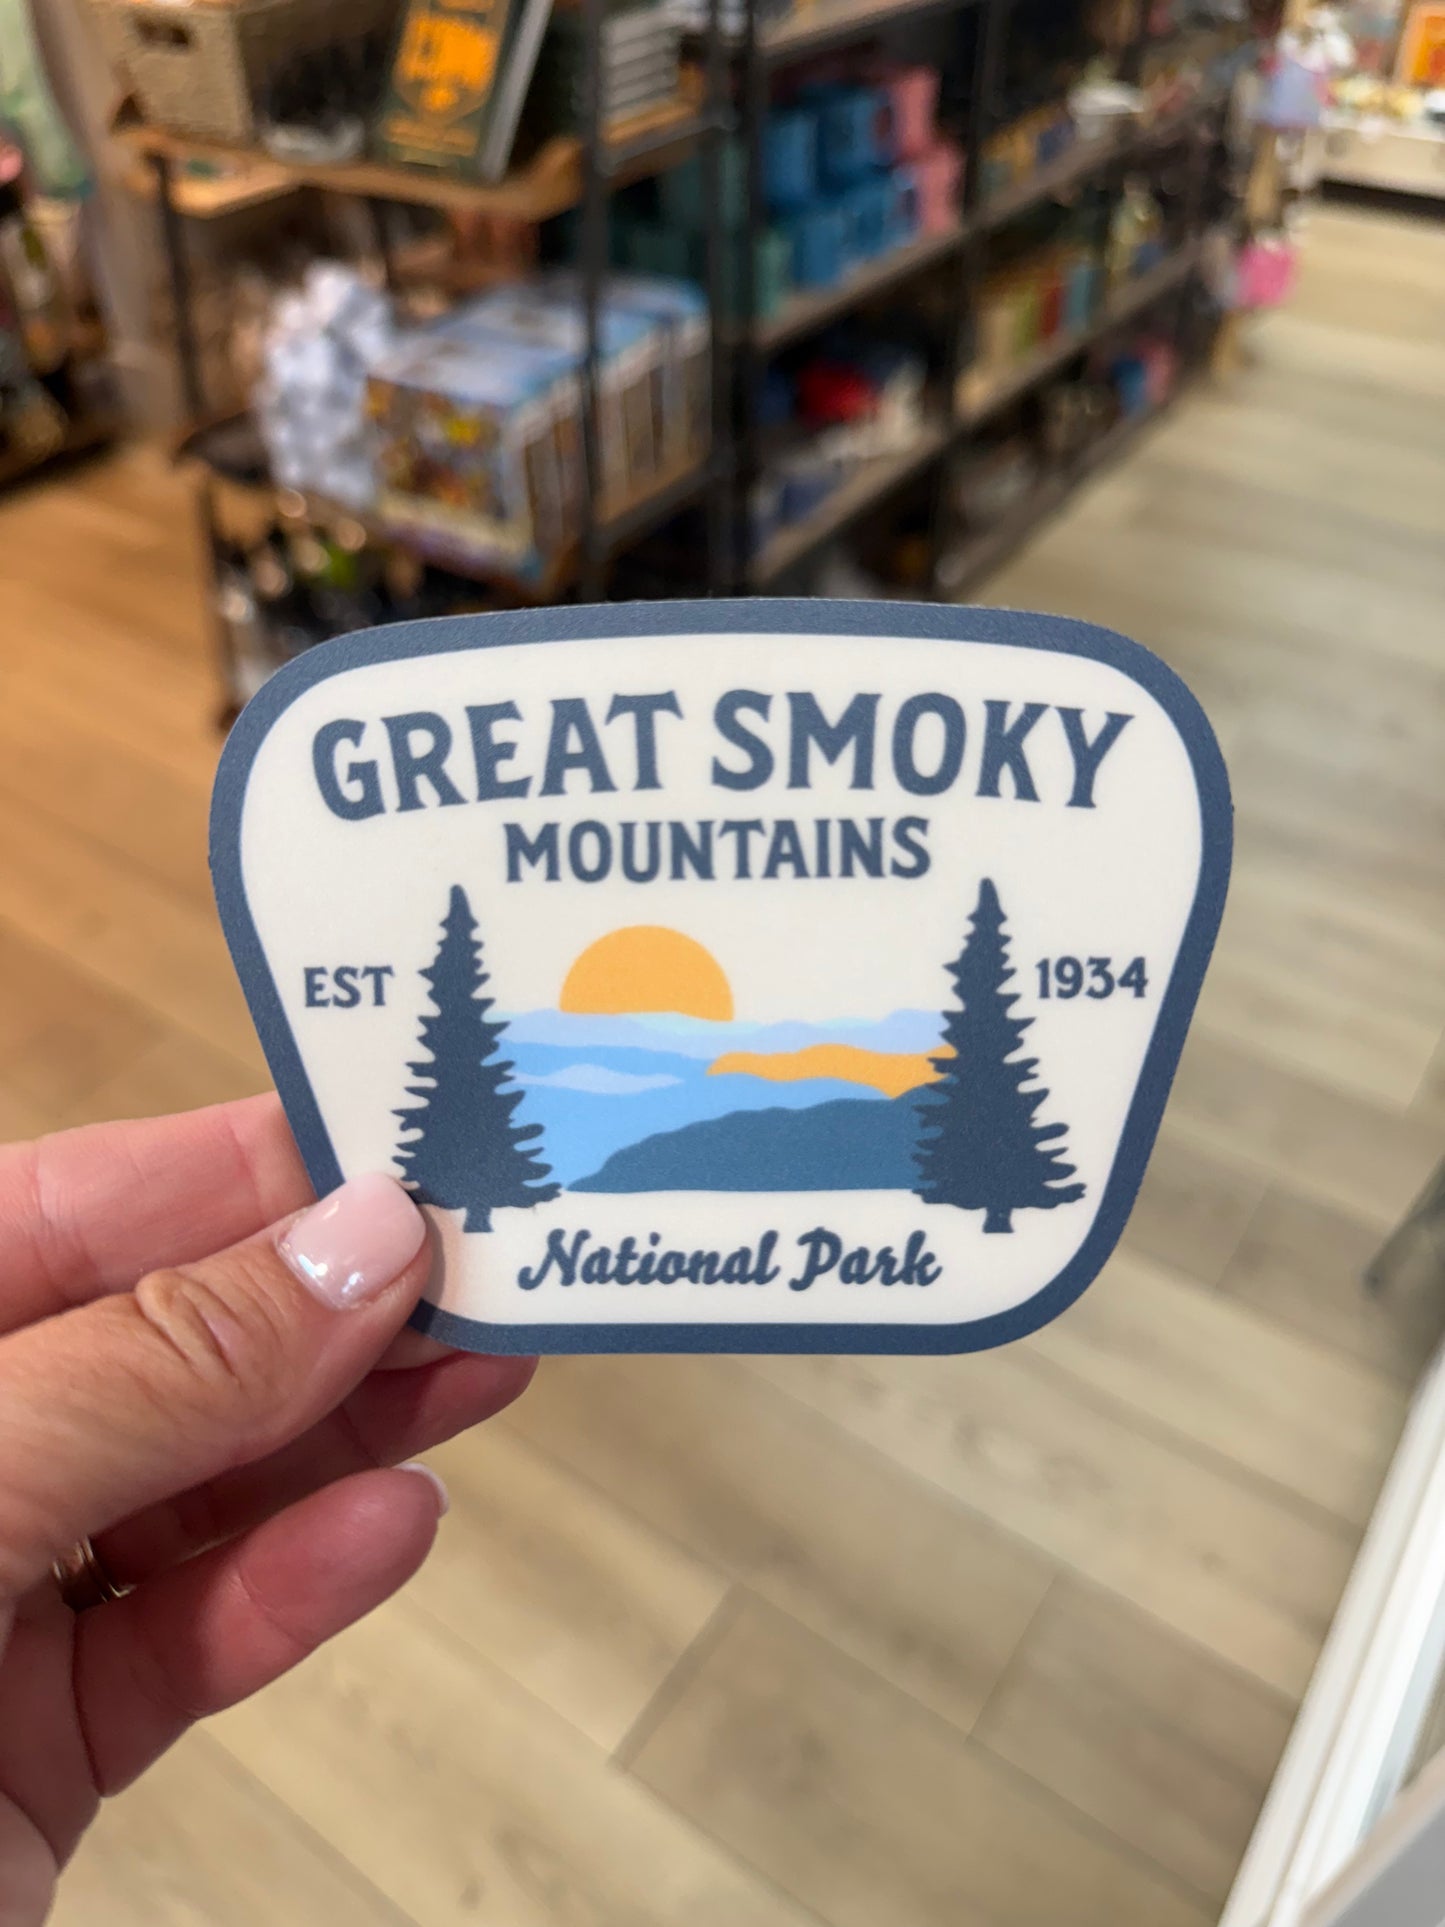 GREAT SMOKY
MOUNTAINS
EST 1934
National Park